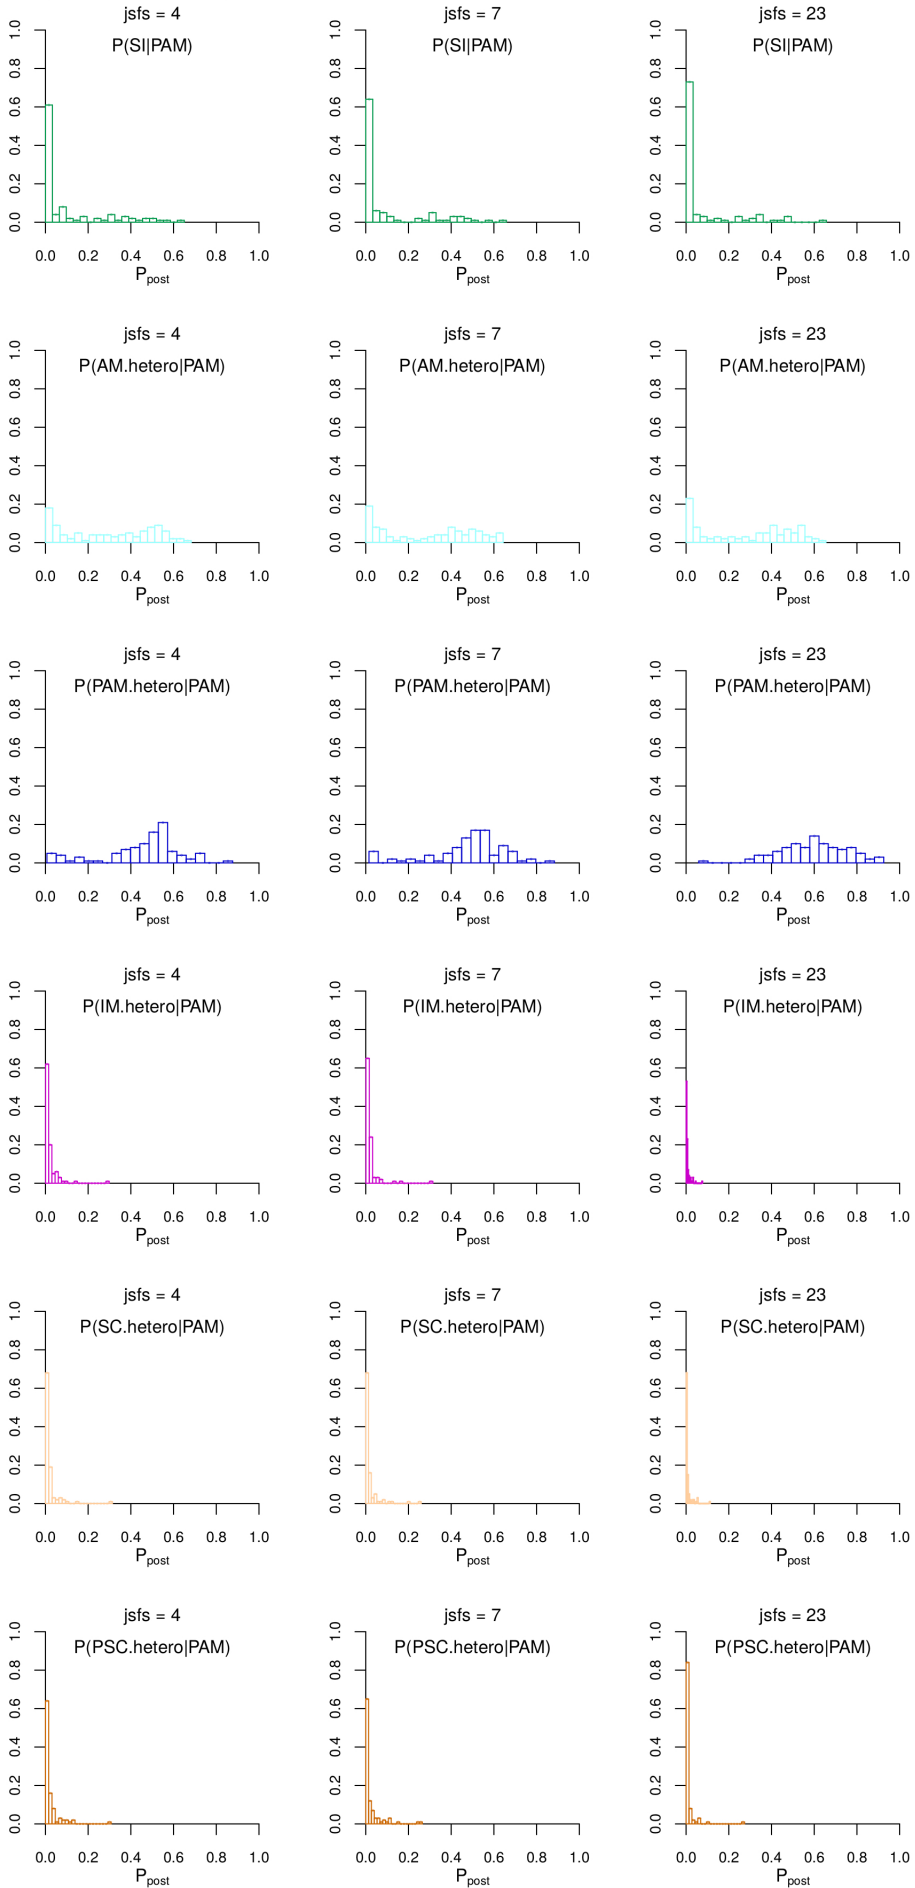 jsfs = 4
P(SI|PAM)
0.0 0.2 0.4 0.6 0.8 1.0
0.0 0.2 0.4 0.6 0.8 1.0
Ppost
jsfs = 7
P(SI|PAM)
0.0 0.2 0.4 0.6 0.8 1.0
0.0 0.2 0.4 0.6 0.8 1.0
Ppost
jsfs = 23
P(SI|PAM)
0.0 0.2 0.4 0.6 0.8 1.0
0.0 0.2 0.4 0.6 0.8 1.0
Ppost
jsfs = 4
P(AM.hetero|PAM)
0.0 0.2 0.4 0.6 0.8 1.0
0.0 0.2 0.4 0.6 0.8 1.0
Ppost
jsfs = 7
P(AM.hetero|PAM)
0.0 0.2 0.4 0.6 0.8 1.0
0.0 0.2 0.4 0.6 0.8 1.0
Ppost
jsfs = 23
P(AM.hetero|PAM)
0.0 0.2 0.4 0.6 0.8 1.0
0.0 0.2 0.4 0.6 0.8 1.0
Ppost
jsfs = 4
P(PAM.hetero|PAM)
0.0 0.2 0.4 0.6 0.8 1.0
0.0 0.2 0.4 0.6 0.8 1.0
Ppost
jsfs = 7
P(PAM.hetero|PAM)
0.0 0.2 0.4 0.6 0.8 1.0
0.0 0.2 0.4 0.6 0.8 1.0
Ppost
jsfs = 23
P(PAM.hetero|PAM)
0.0 0.2 0.4 0.6 0.8 1.0
0.0 0.2 0.4 0.6 0.8 1.0
Ppost
jsfs = 4
P(IM.hetero|PAM)
0.0 0.2 0.4 0.6 0.8 1.0
0.0 0.2 0.4 0.6 0.8 1.0
Ppost
jsfs = 7
P(IM.hetero|PAM)
0.0 0.2 0.4 0.6 0.8 1.0
0.0 0.2 0.4 0.6 0.8 1.0
Ppost
jsfs = 23
P(IM.hetero|PAM)
0.0 0.2 0.4 0.6 0.8 1.0
0.0 0.2 0.4 0.6 0.8 1.0
Ppost
jsfs = 4
P(SC.hetero|PAM)
0.0 0.2 0.4 0.6 0.8 1.0
0.0 0.2 0.4 0.6 0.8 1.0
Ppost
jsfs = 7
P(SC.hetero|PAM)
0.0 0.2 0.4 0.6 0.8 1.0
0.0 0.2 0.4 0.6 0.8 1.0
Ppost
jsfs = 23
P(SC.hetero|PAM)
0.0 0.2 0.4 0.6 0.8 1.0
0.0 0.2 0.4 0.6 0.8 1.0
Ppost
jsfs = 4
P(PSC.hetero|PAM)
0.0 0.2 0.4 0.6 0.8 1.0
0.0 0.2 0.4 0.6 0.8 1.0
Ppost
jsfs = 7
P(PSC.hetero|PAM)
0.0 0.2 0.4 0.6 0.8 1.0
0.0 0.2 0.4 0.6 0.8 1.0
Ppost
jsfs = 23
P(PSC.hetero|PAM)
0.0 0.2 0.4 0.6 0.8 1.0
0.0 0.2 0.4 0.6 0.8 1.0
Ppost